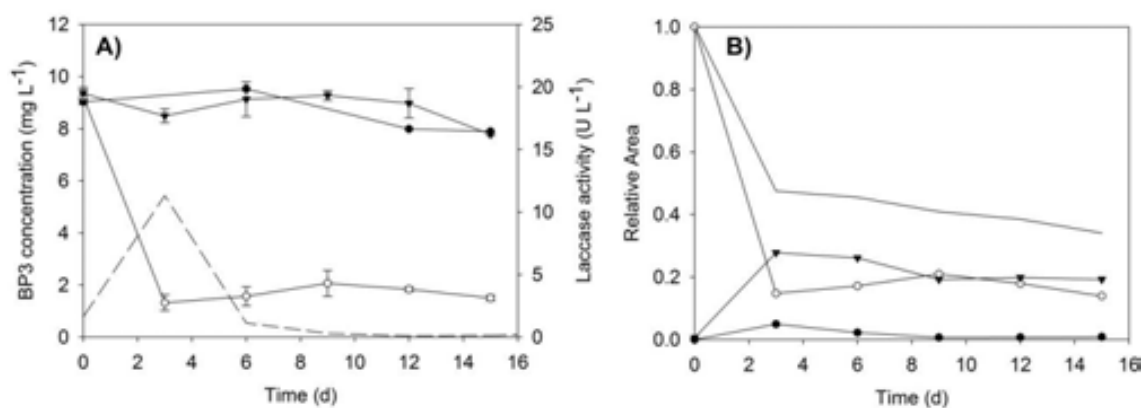 A)
12
10
8
6
4
2
0
BP3 concentration (mg L-1)
25
20
15
10
5
0
Laccase activity (U L-1)
0 2 4 6 8 10 12 14 16
Time (d)
B)
1.0
0.8
0.6
0.4
0.2
0.0
Relative Area
0 2 4 6 8 10 12 14 16
Time (d)